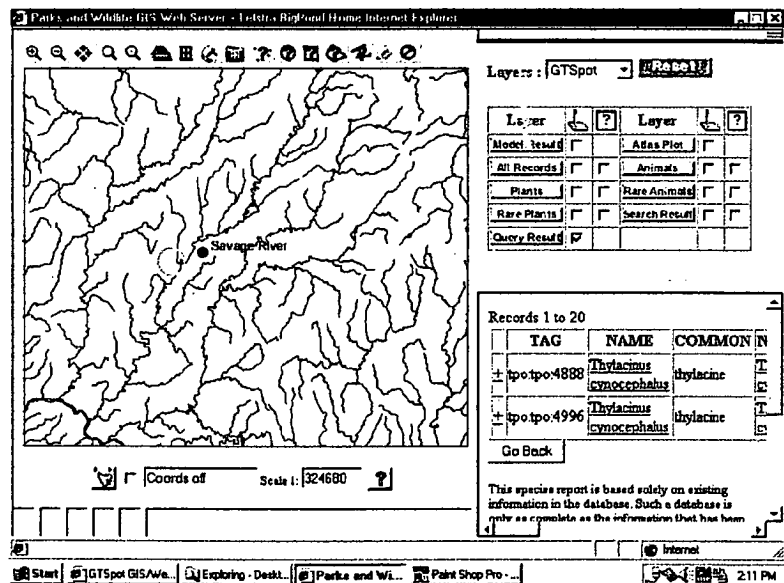 Parks and Wildlife GIS Web Server - Telstra BigPond Home Internet Explorer
Layers : GTSpot Reset
Layer ? Layer ?
Model Result Atlas Plot
All Records Animals
Plants Rare Animals
Rare Plants Search Result
Query Result
Savage River
Records 1 to 20
TAG NAME COMMON N
+ tpo:tpo:4888 Thylacinus cynocephalus thylacine
+ tpo:tpo:4996 Thylacinus cynocephalus thylacine
Go Back
This species report is based solely on existing
information in the database. Such a database is
only as complete as the information that has been
Coords off Scale 1: 324680 ?
Internet
Start GTSpot GIS/We... Exploring - Deskt... Parks and Wi... Paint Shop Pro - ... 2:11 PM